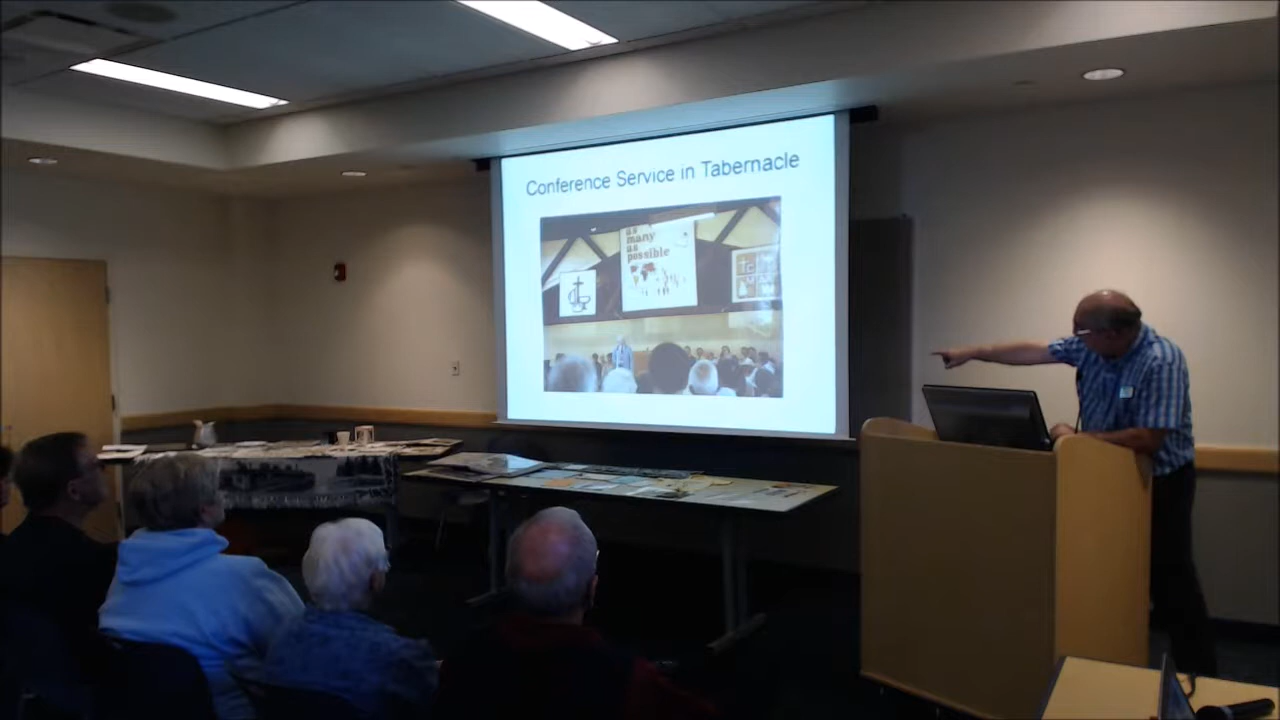 Conference Service in Tabernacle
as
many
as
possible